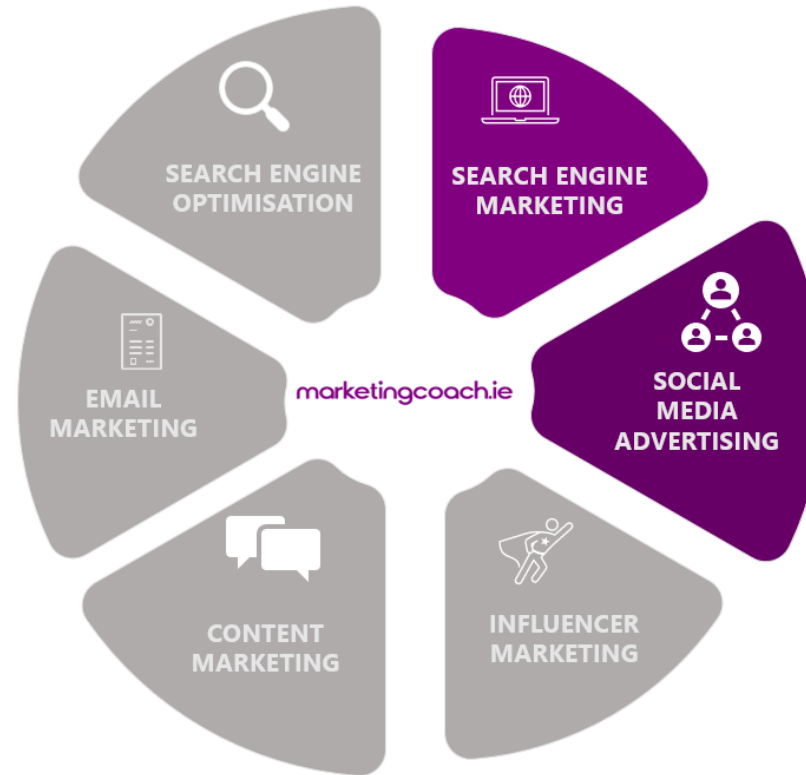 SEARCH ENGINE
OPTIMISATION
SEARCH ENGINE
MARKETING
EMAIL
MARKETING
marketingcoach.ie
SOCIAL
MEDIA
ADVERTISING
CONTENT
MARKETING
INFLUENCER
MARKETING